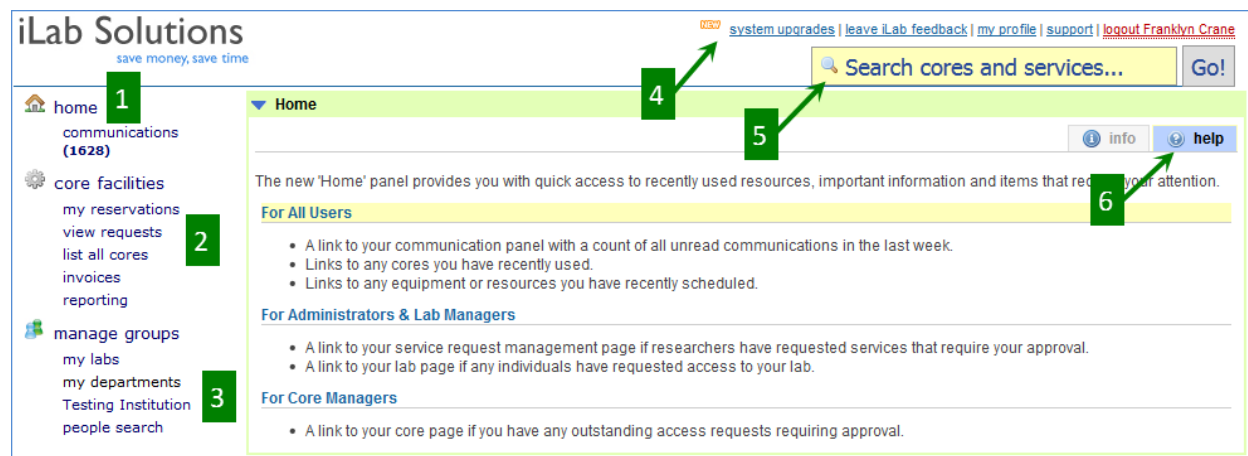 iLab Solutions
save money, save time
NEW system upgrades | leave iLab feedback | my profile | support | logout Franklyn Crane
Search cores and services... Go!
4
5
home 1
communications
(1628)
core facilities
my reservations
view requests
2
list all cores
invoices
reporting
manage groups
my labs
my departments
3
Testing Institution
people search
Home
info help
6
The new 'Home' panel provides you with quick access to recently used resources, important information and items that your attention.
For All Users
• A link to your communication panel with a count of all unread communications in the last week.
• Links to any cores you have recently used.
• Links to any equipment or resources you have recently scheduled.
For Administrators & Lab Managers
• A link to your service request management page if researchers have requested services that require your approval.
• A link to your lab page if any individuals have requested access to your lab.
For Core Managers
• A link to your core page if you have any outstanding access requests requiring approval.